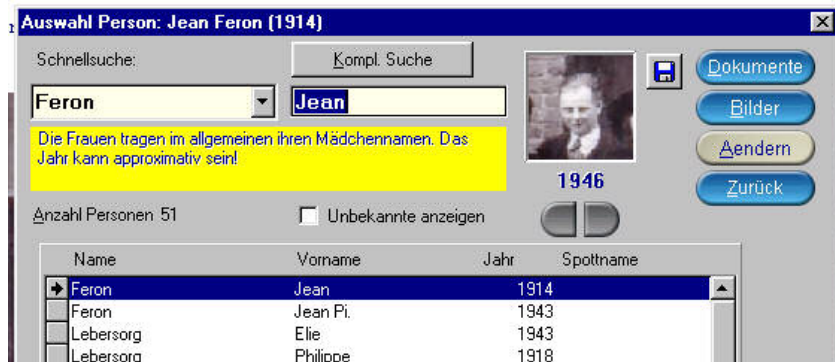 Auswahl Person: Jean Feron (1914)
Schnellsuche:
Kompl. Suche
Feron
Jean
Die Frauen tragen im allgemeinen ihren Mädchennamen. Das
Jahr kann approximativ sein!
1946
Dokumente
Bilder
Aendern
Zurück
Anzahl Personen 51
Unbekannte anzeigen
Name Vorname Jahr Spottname
Feron Jean 1914
Feron Jean Pi. 1943
Lebersorg Elie 1943
Lebersorg Philippe 1918